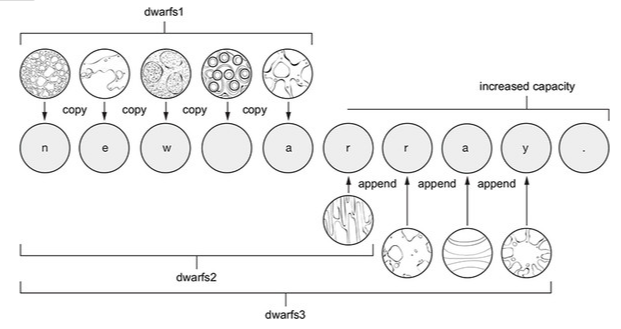 dwarfs1
increased capacity
copy copy copy copy
n e w a r r a y .
append append append
dwarfs2
dwarfs3